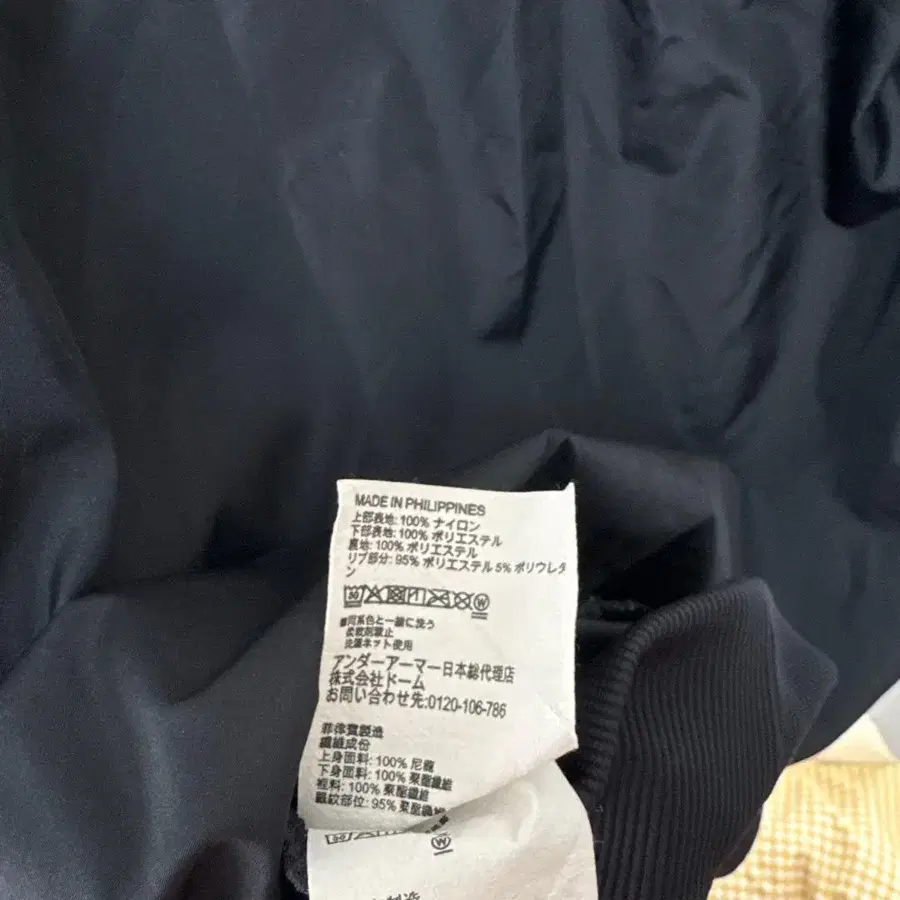 MADE IN PHILIPPINES
上部表地: 100% ナイロン
下部表地: 100% ポリエステル
裏地: 100% ポリエステル
リブ部分: 95% ポリエステル 5% ポリウレタ
ン
30 W
■同系色と一緒に洗う
柔軟剤禁止
洗濯ネット使用
アンダーアーマー日本総代理店
株式会社ドーム
お問い合わせ先:0120-106-786
菲律賓製造
纖維成份
上身面料: 100% 尼龍
下身面料: 100% 聚酯纖維
裡料: 100% 聚酯纖維
羅紋部位: 95% 聚酯纖維
30 W